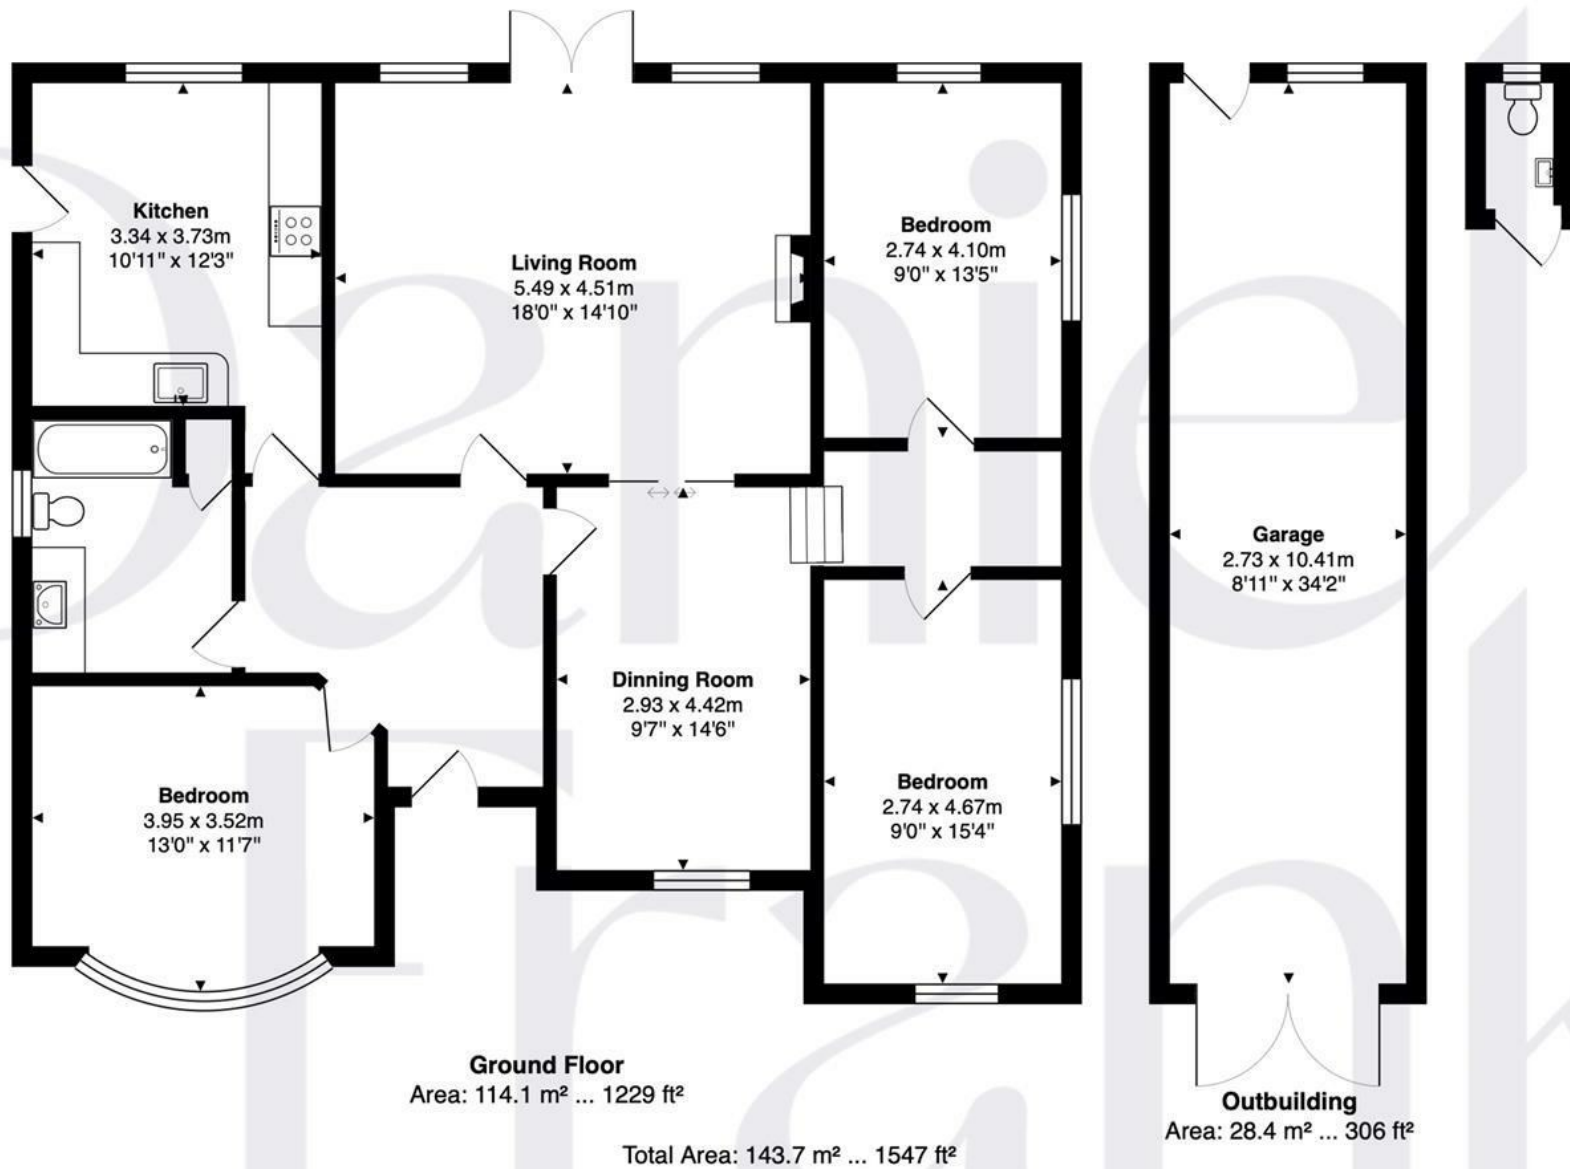 Kitchen
3.34 x 3.73m
10'11" x 12'3"
Living Room
5.49 x 4.51m
18'0" x 14'10"
Bedroom
2.74 x 4.10m
9'0" x 13'5"
Garage
2.73 x 10.41m
8'11" x 34'2"
Dinning Room
2.93 x 4.42m
9'7" x 14'6"
Bedroom
3.95 x 3.52m
13'0" x 11'7"
Bedroom
2.74 x 4.67m
9'0" x 15'4"
Ground Floor
Area: 114.1 m² ... 1229 ft²
Outbuilding
Area: 28.4 m² ... 306 ft²
Total Area: 143.7 m² ... 1547 ft²
Daniel
Frank